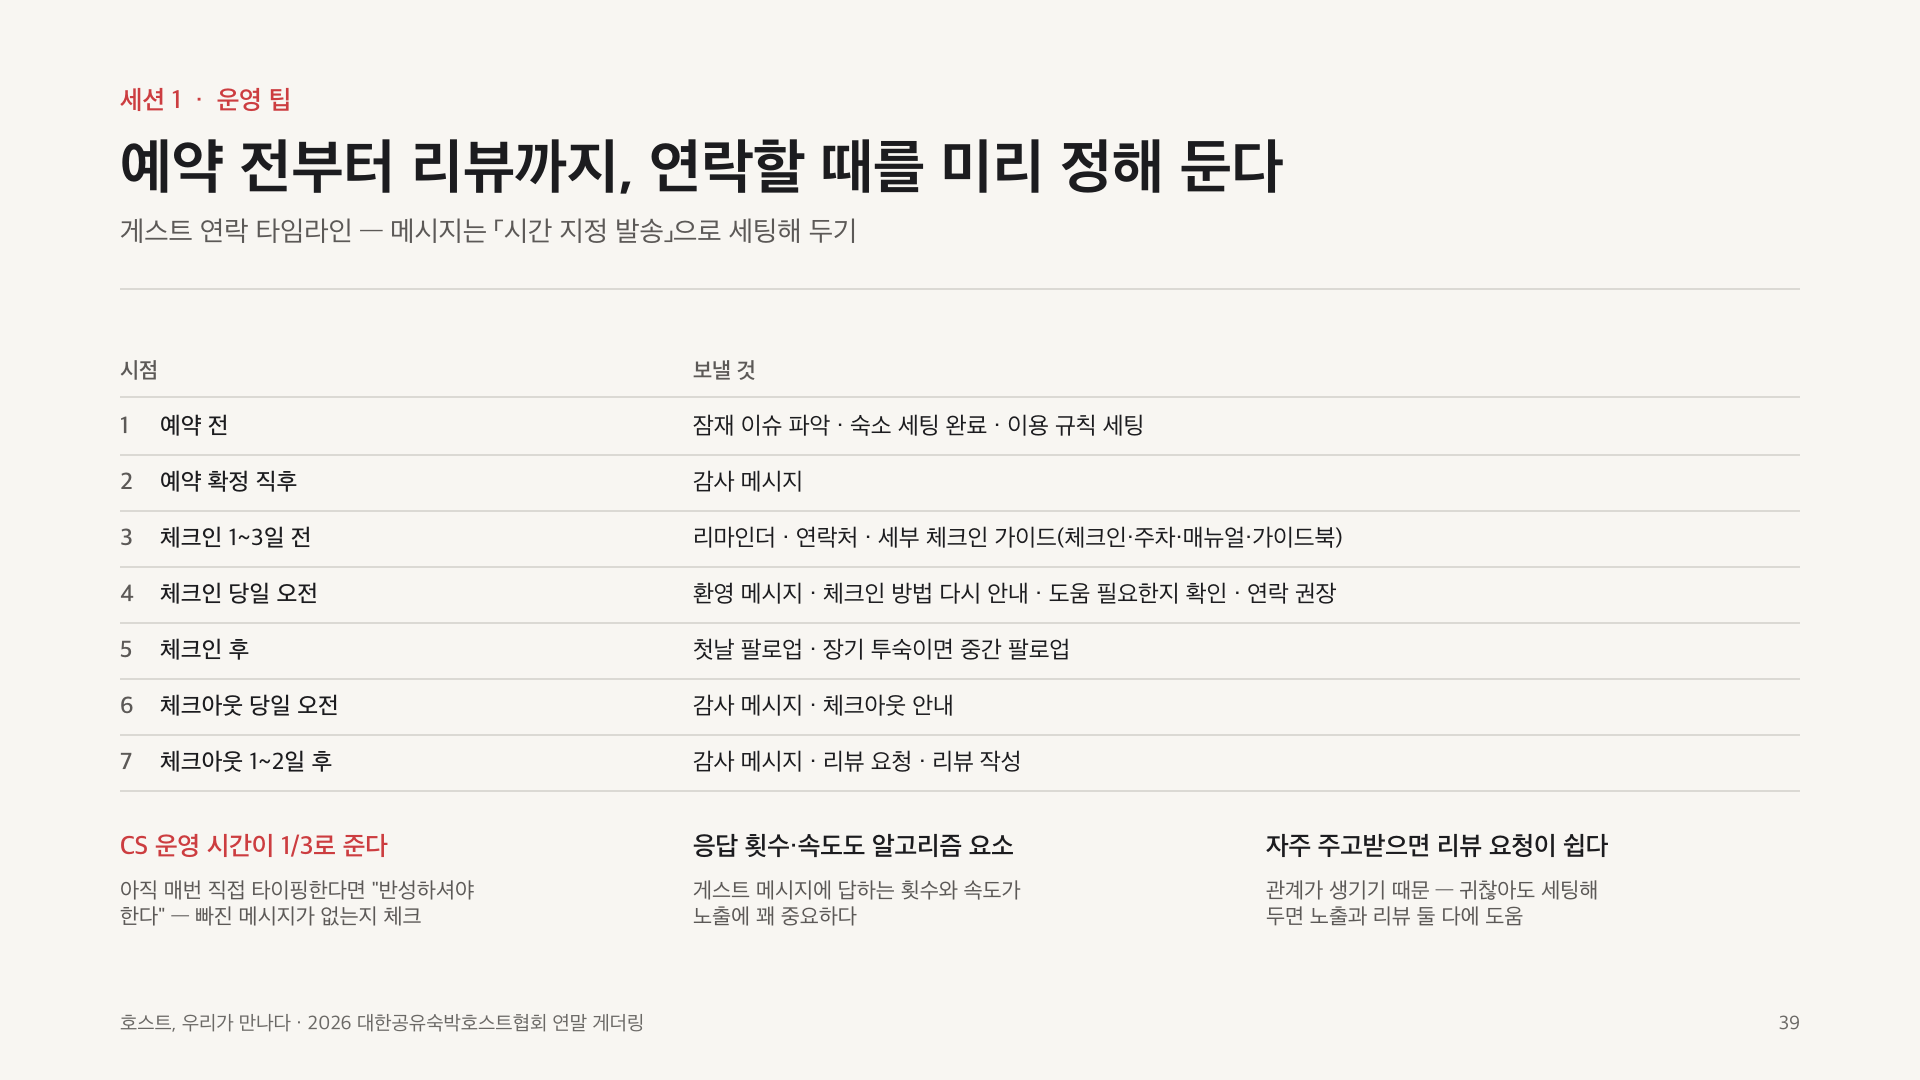 세션 1 · 운영 팁
예약 전부터 리뷰까지, 연락할 때를 미리 정해 둔다
게스트 연락 타임라인 — 메시지는 「시간 지정 발송」으로 세팅해 두기
시점 보낼 것
1 예약 전 잠재 이슈 파악 · 숙소 세팅 완료 · 이용 규칙 세팅
2 예약 확정 직후 감사 메시지
3 체크인 1~3일 전 리마인더 · 연락처 · 세부 체크인 가이드(체크인·주차·매뉴얼·가이드북)
4 체크인 당일 오전 환영 메시지 · 체크인 방법 다시 안내 · 도움 필요한지 확인 · 연락 권장
5 체크인 후 첫날 팔로업 · 장기 투숙이면 중간 팔로업
6 체크아웃 당일 오전 감사 메시지 · 체크아웃 안내
7 체크아웃 1~2일 후 감사 메시지 · 리뷰 요청 · 리뷰 작성
CS 운영 시간이 1/3로 준다
아직 매번 직접 타이핑한다면 "반성하셔야
한다" — 빠진 메시지가 없는지 체크
응답 횟수·속도도 알고리즘 요소
게스트 메시지에 답하는 횟수와 속도가
노출에 꽤 중요하다
자주 주고받으면 리뷰 요청이 쉽다
관계가 생기기 때문 — 귀찮아도 세팅해
두면 노출과 리뷰 둘 다에 도움
호스트, 우리가 만나다 · 2026 대한공유숙박호스트협회 연말 게더링
39